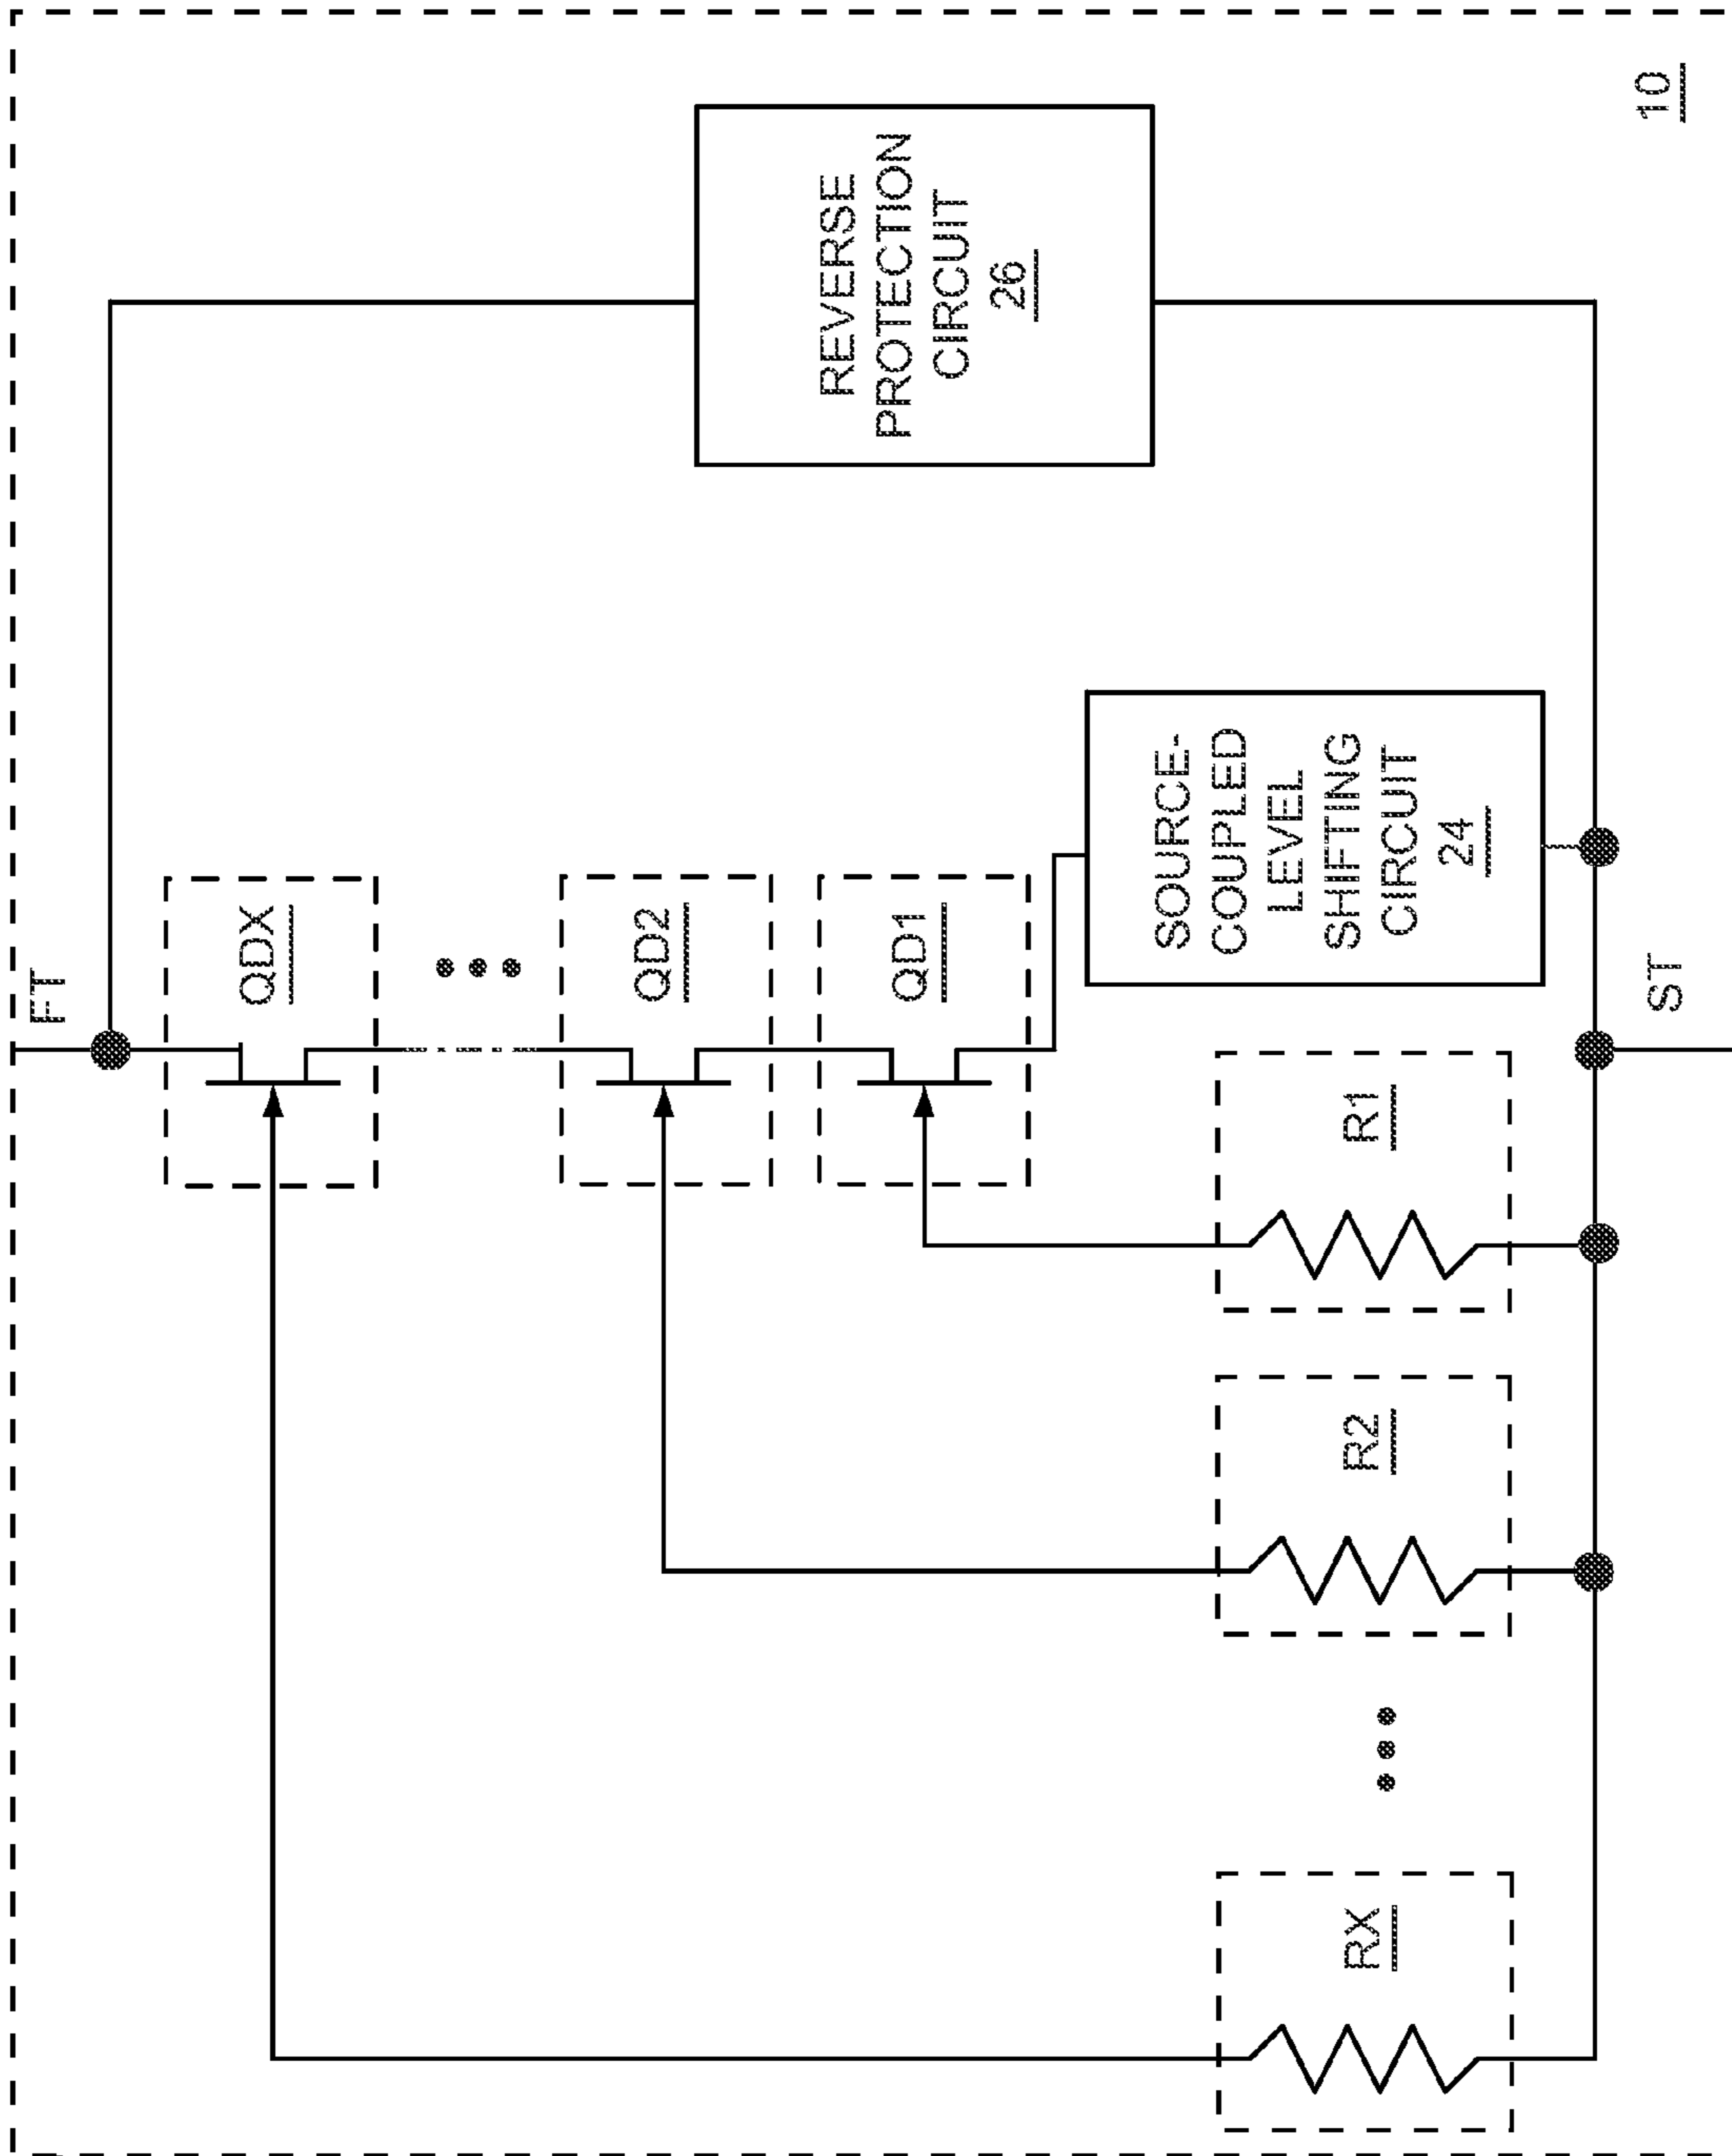 10
FT
REVERSE
PROTECTION
CIRCUIT
26
QDX
QD2
QD1
SOURCE-
COUPLED
LEVEL
SHIFTING
CIRCUIT
24
ST
R1
R2
RX